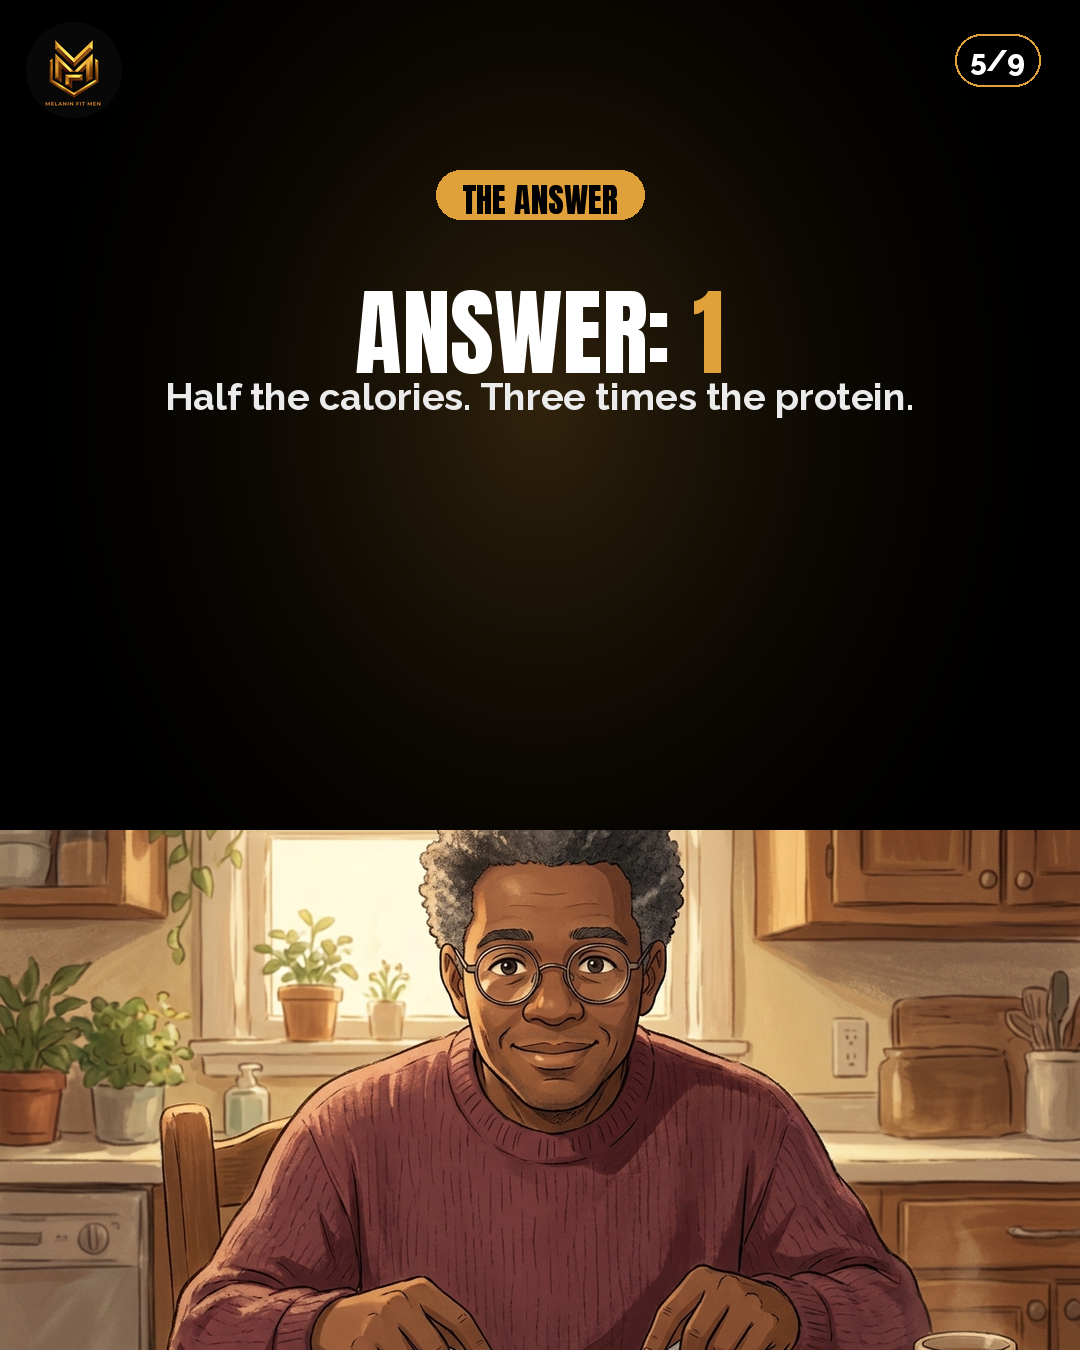 MELANIN FIT MEN
5/9
THE ANSWER
ANSWER: 1
Half the calories. Three times the protein.